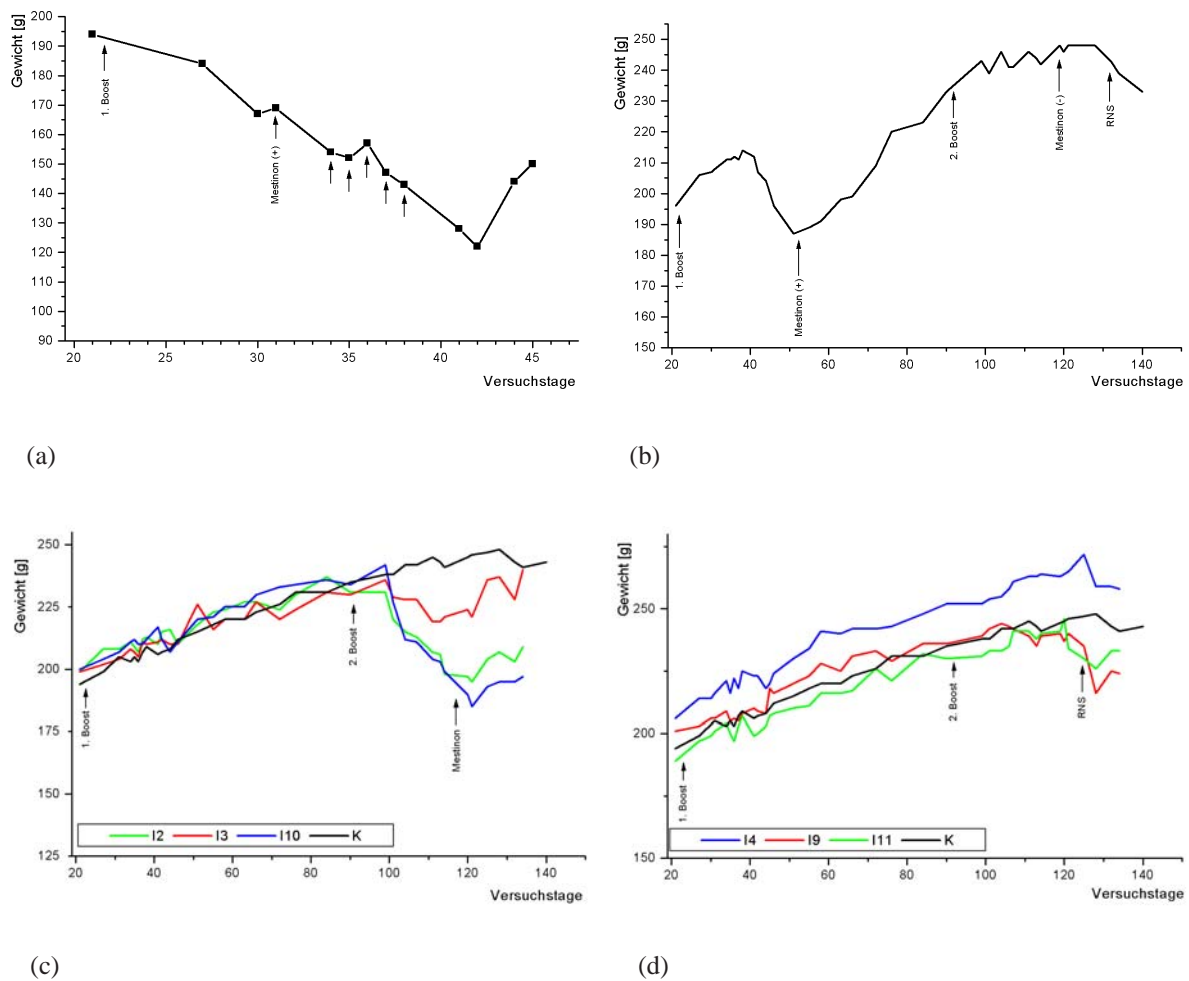 Gewicht [g]
200
190
180
170
160
150
140
130
120
110
100
90
1. Boost
Mestinon (+)
20 25 30 35 40 45
Versuchstage
(a)
Gewicht [g]
250
240
230
220
210
200
190
180
170
160
150
1. Boost
Mestinon (+)
2. Boost
Mestinon (-)
RNS
20 40 60 80 100 120 140
Versuchstage
(b)
Gewicht [g]
250
225
200
175
150
125
1. Boost
2. Boost
Mestinon
I2 I3 I10 K
20 40 60 80 100 120 140
Versuchstage
(c)
Gewicht [g]
250
200
150
1. Boost
2. Boost
RNS
I4 I9 I11 K
20 40 60 80 100 120 140
Versuchstage
(d)